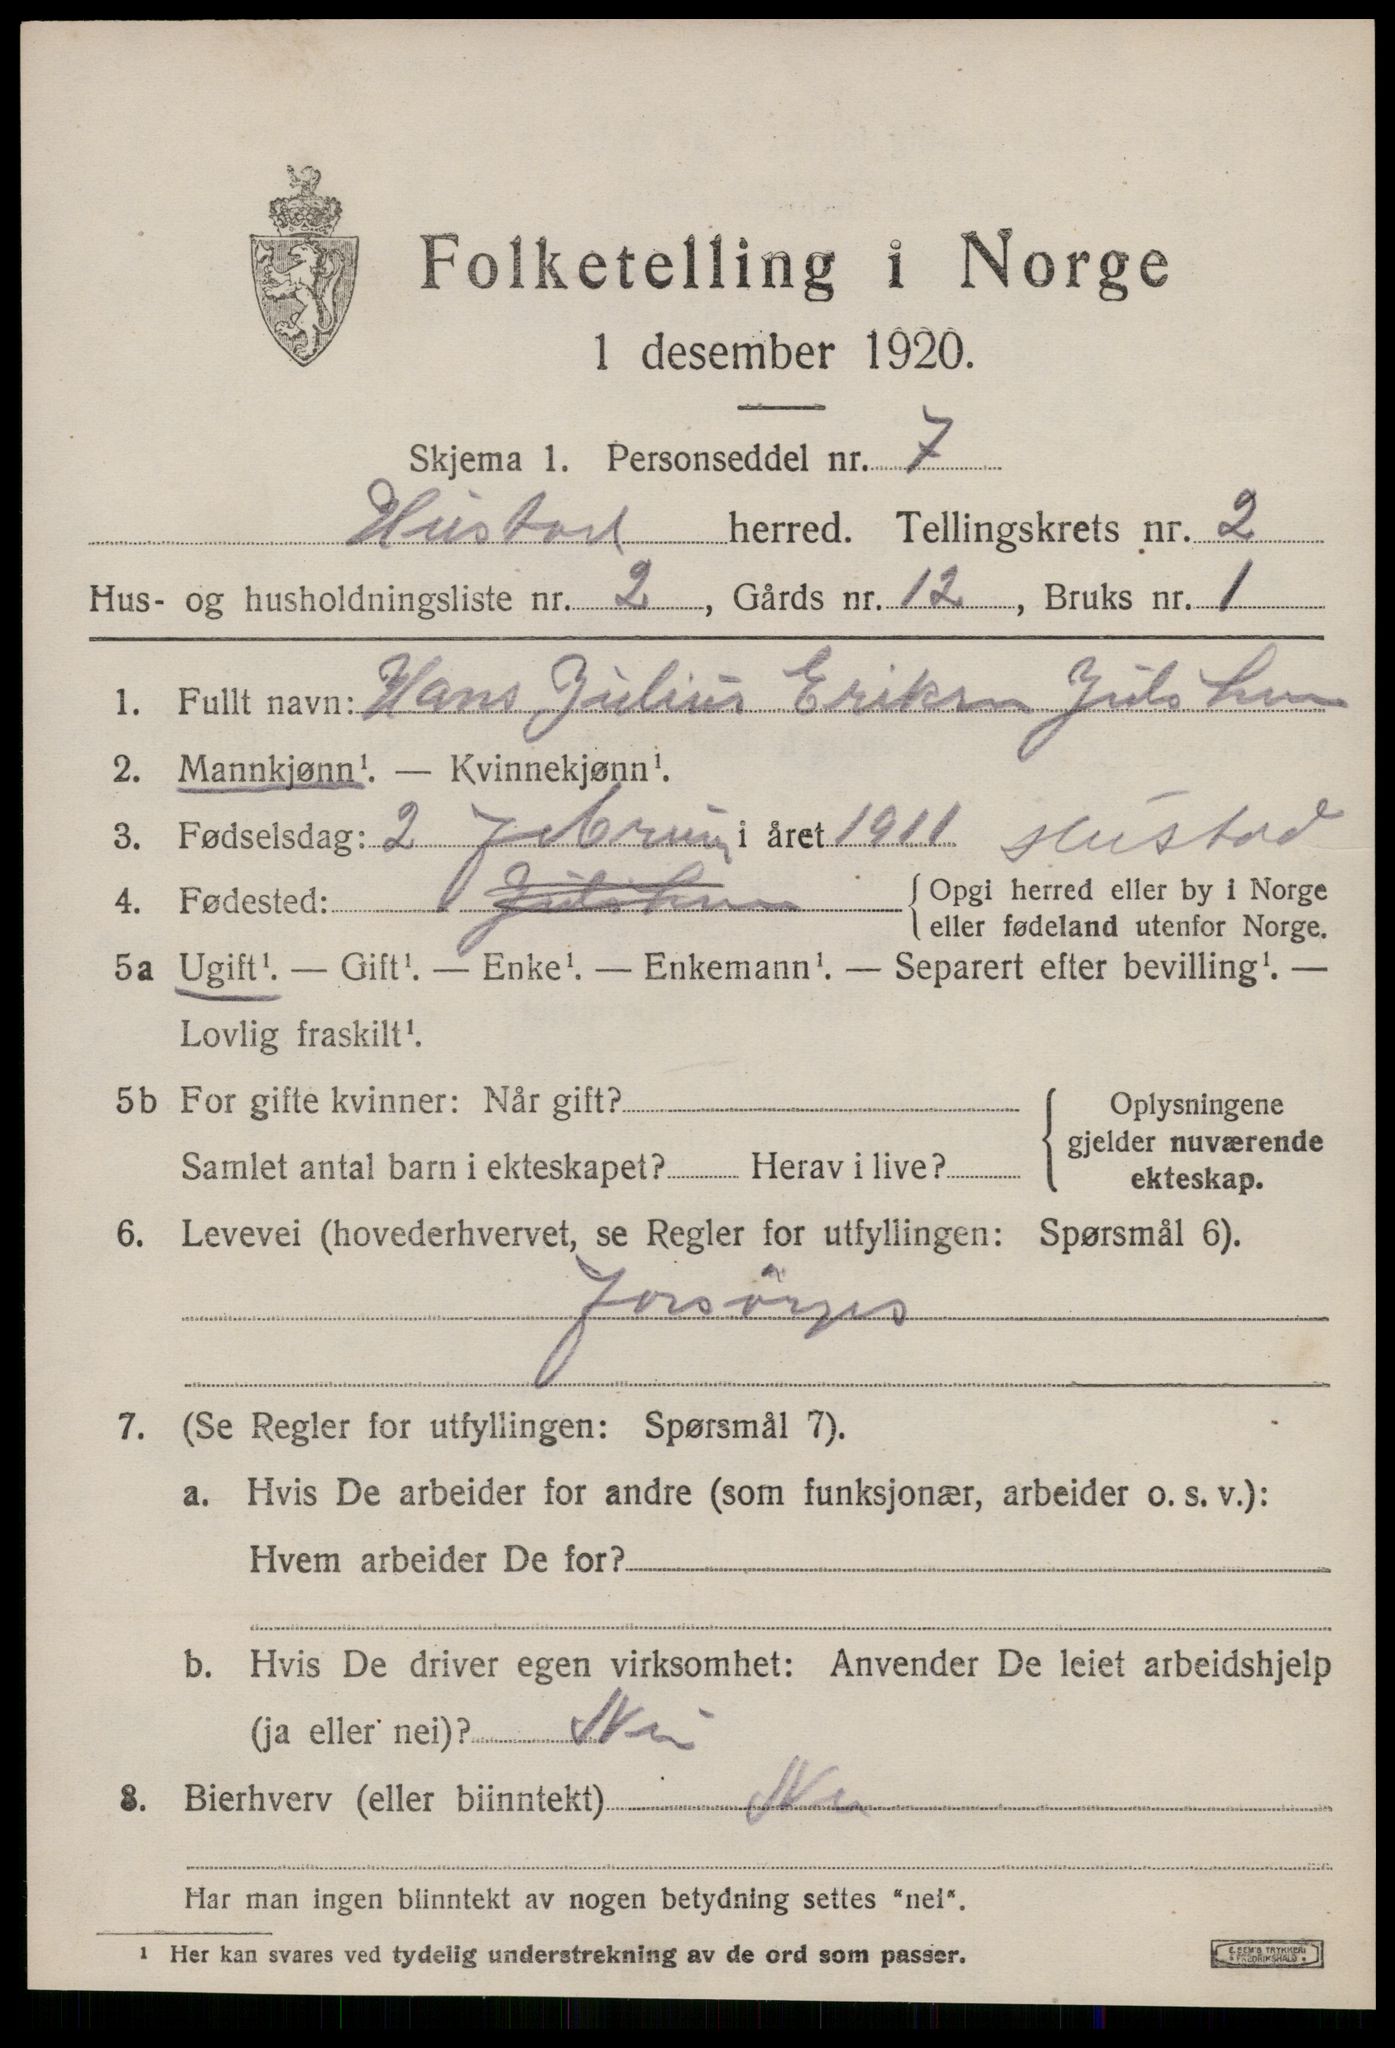 Folketelling i Norge
1 desember 1920.
Skjema 1. Personseddel nr. 7
Hustad herred. Tellingskrets nr. 2
Hus- og husholdningsliste nr. 2, Gårds nr. 12, Bruks nr. 1
1. Fullt navn: Hans Julius Eriksen
2. Mannkjønn¹. — Kvinnekjønn¹.
3. Fødselsdag: 2 februar i året 1911 Hustad
4. Fødested: Opgi herred eller by i Norge
eller fødeland utenfor Norge.
5a Ugift¹. — Gift¹. — Enke¹. — Enkemann¹. — Separert efter bevilling¹. —
Lovlig fraskilt¹.
5b For gifte kvinner: Når gift?
Samlet antal barn i ekteskapet? Herav i live?
Oplysningene
gjelder nuværende
ekteskap.
6. Levevei (hovederhvervet, se Regler for utfyllingen: Spørsmål 6).
Forsörges
7. (Se Regler for utfyllingen: Spørsmål 7).
a. Hvis De arbeider for andre (som funksjonær, arbeider o. s. v.):
Hvem arbeider De for?
b. Hvis De driver egen virksomhet: Anvender De leiet arbeidshjelp
(ja eller nei)? Nei
8. Bierhverv (eller biinntekt) Nei
Har man ingen biinntekt av nogen betydning settes "nei".
¹ Her kan svares ved tydelig understrekning av de ord som passer.
E. SEM'S TRYKKERI
FREDRIKSHALD